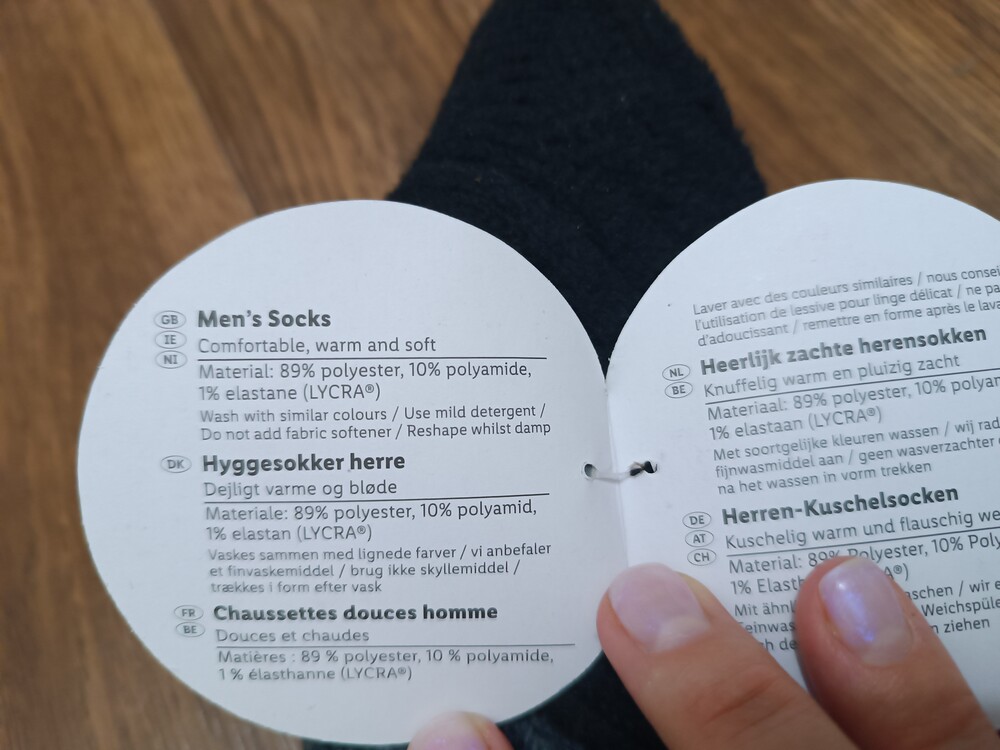 GB Men's Socks
IE Comfortable, warm and soft
NI Material: 89% polyester, 10% polyamide,
1% elastane (LYCRA®)
Wash with similar colours / Use mild detergent /
Do not add fabric softener / Reshape whilst damp
DK Hyggesokker herre
Dejligt varme og bløde
Materiale: 89% polyester, 10% polyamid,
1% elastan (LYCRA®)
Vaskes sammen med lignede farver / vi anbefaler
et finvaskemiddel / brug ikke skyllemiddel /
trækkes i form efter vask
FR Chaussettes douces homme
BE Douces et chaudes
Matières : 89 % polyester, 10 % polyamide,
1 % élasthanne (LYCRA®)
Laver avec des couleurs similaires / nous
l'utilisation de lessive pour linge délicat / ne
d'adoucissant / remettre en forme après le
NL Heerlijk zachte herensokken
BE Knuffelig warm en pluizig zacht
Materiaal: 89% polyester, 10%
1% elastaan (LYCRA®)
Met soortgelijke kleuren wassen / wij
fijnwasmiddel aan / geen wasverzachter
na het wassen in vorm trekken
DE Herren-Kuschelsocken
AT Kuschelig warm und flauschig
CH Material: 89% Polyester, 10%
1%
Mit
/ wir
Weichspüler
ziehen